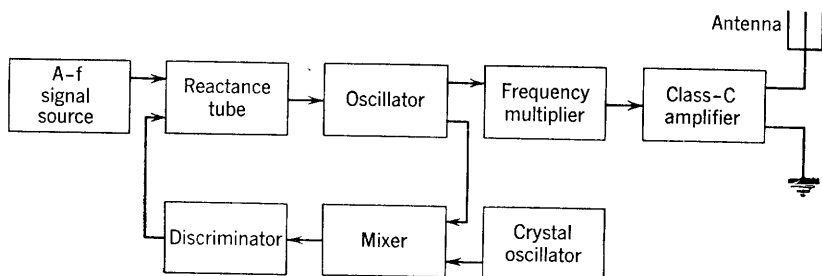 Antenna
A-f
signal
source
Reactance
tube
Oscillator
Frequency
multiplier
Class-C
amplifier
Discriminator
Mixer
Crystal
oscillator